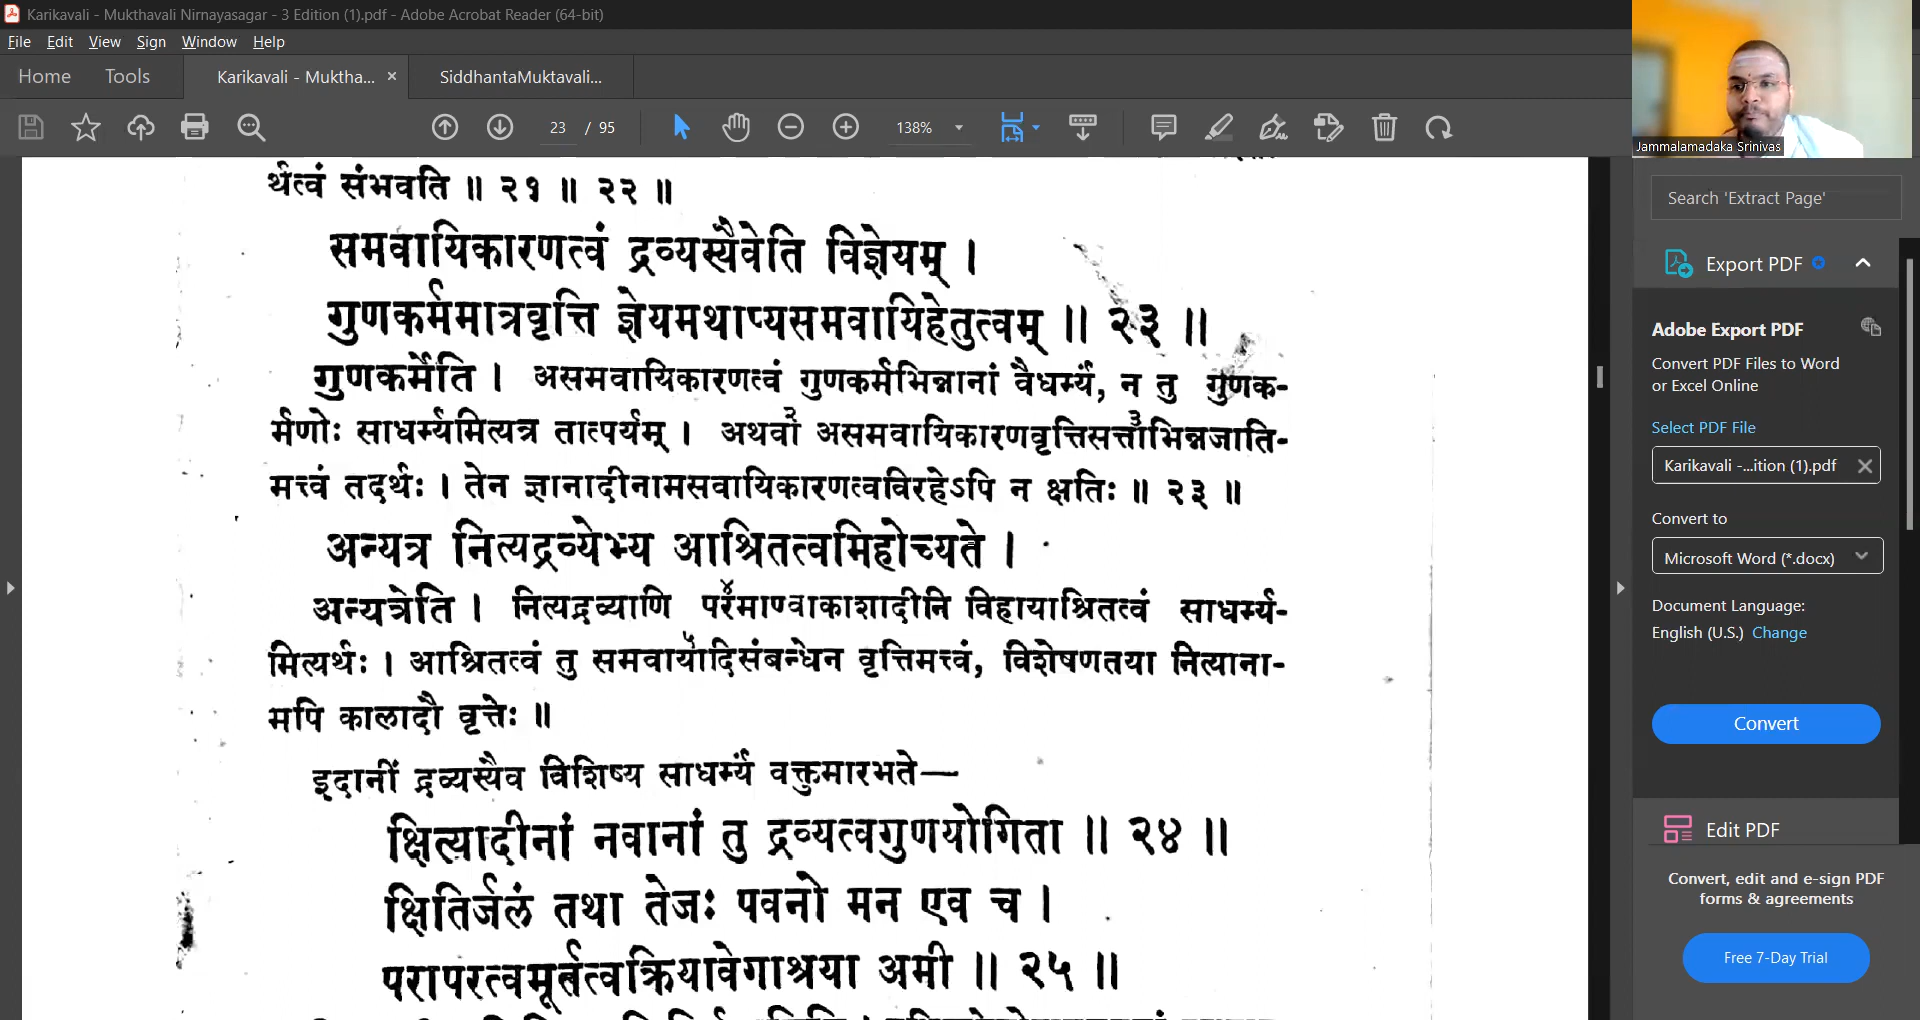 Karikavali - Mukthavali Nirnayasagar - 3 Edition (1).pdf - Adobe Acrobat Reader (64-bit)
File Edit View Sign Window Help
Home Tools Karikavali - Muktha... × SiddhantaMuktavali...
23 / 95 138%
Jammalamadaka Srinivas
र्थत्वं संभवति ॥ २१ ॥ २२ ॥
समवायिकारणत्वं द्रव्यस्यैवेति विज्ञेयम् ।
गुणकर्ममात्रवृत्ति ज्ञेयमथाप्यसमवायिहेतुत्वम् ॥ २३ ॥
गुणकर्मेति । असमवायिकारणत्वं गुणकर्मभिन्नानां वैधर्म्यं, न तु गुणक-
र्मणोः साधर्म्यमित्यत्र तात्पर्यम् । अथवा२ असमवायिकारणवृत्तिसत्ता३भिन्नजाति-
मत्त्वं तदर्थः । तेन ज्ञानादीनामसवायिकारणत्वविरहेऽपि न क्षतिः ॥ २३ ॥
अन्यत्र नित्यद्रव्येभ्य आश्रितत्वमिहोच्यते ।
अन्यत्रेति । नित्यद्रव्याणि पर४माण्वाकाशादीनि विहायाश्रितत्वं साधर्म्य-
मित्यर्थः । आश्रितत्वं तु समवाया५दिसंबन्धेन वृत्तिमत्त्वं, विशेषणतया नित्याना-
मपि कालादौ वृत्तेः ॥
इदानीं द्रव्यस्यैव विशिष्य साधर्म्यं वक्तुमारभते—
क्षित्यादीनां नवानां तु द्रव्यत्वगुणयोगिता ॥ २४ ॥
क्षितिर्जलं तथा तेजः पवनो मन एव च ।
परापरत्वमूर्तत्वक्रियावेगाश्रया अमी ॥ २५ ॥
Search 'Extract Page'
Export PDF
Adobe Export PDF
Convert PDF Files to Word
or Excel Online
Select PDF File
Karikavali -...ition (1).pdf
Convert to
Microsoft Word (*.docx)
Document Language:
English (U.S.) Change
Convert
Edit PDF
Convert, edit and e-sign PDF
forms & agreements
Free 7-Day Trial